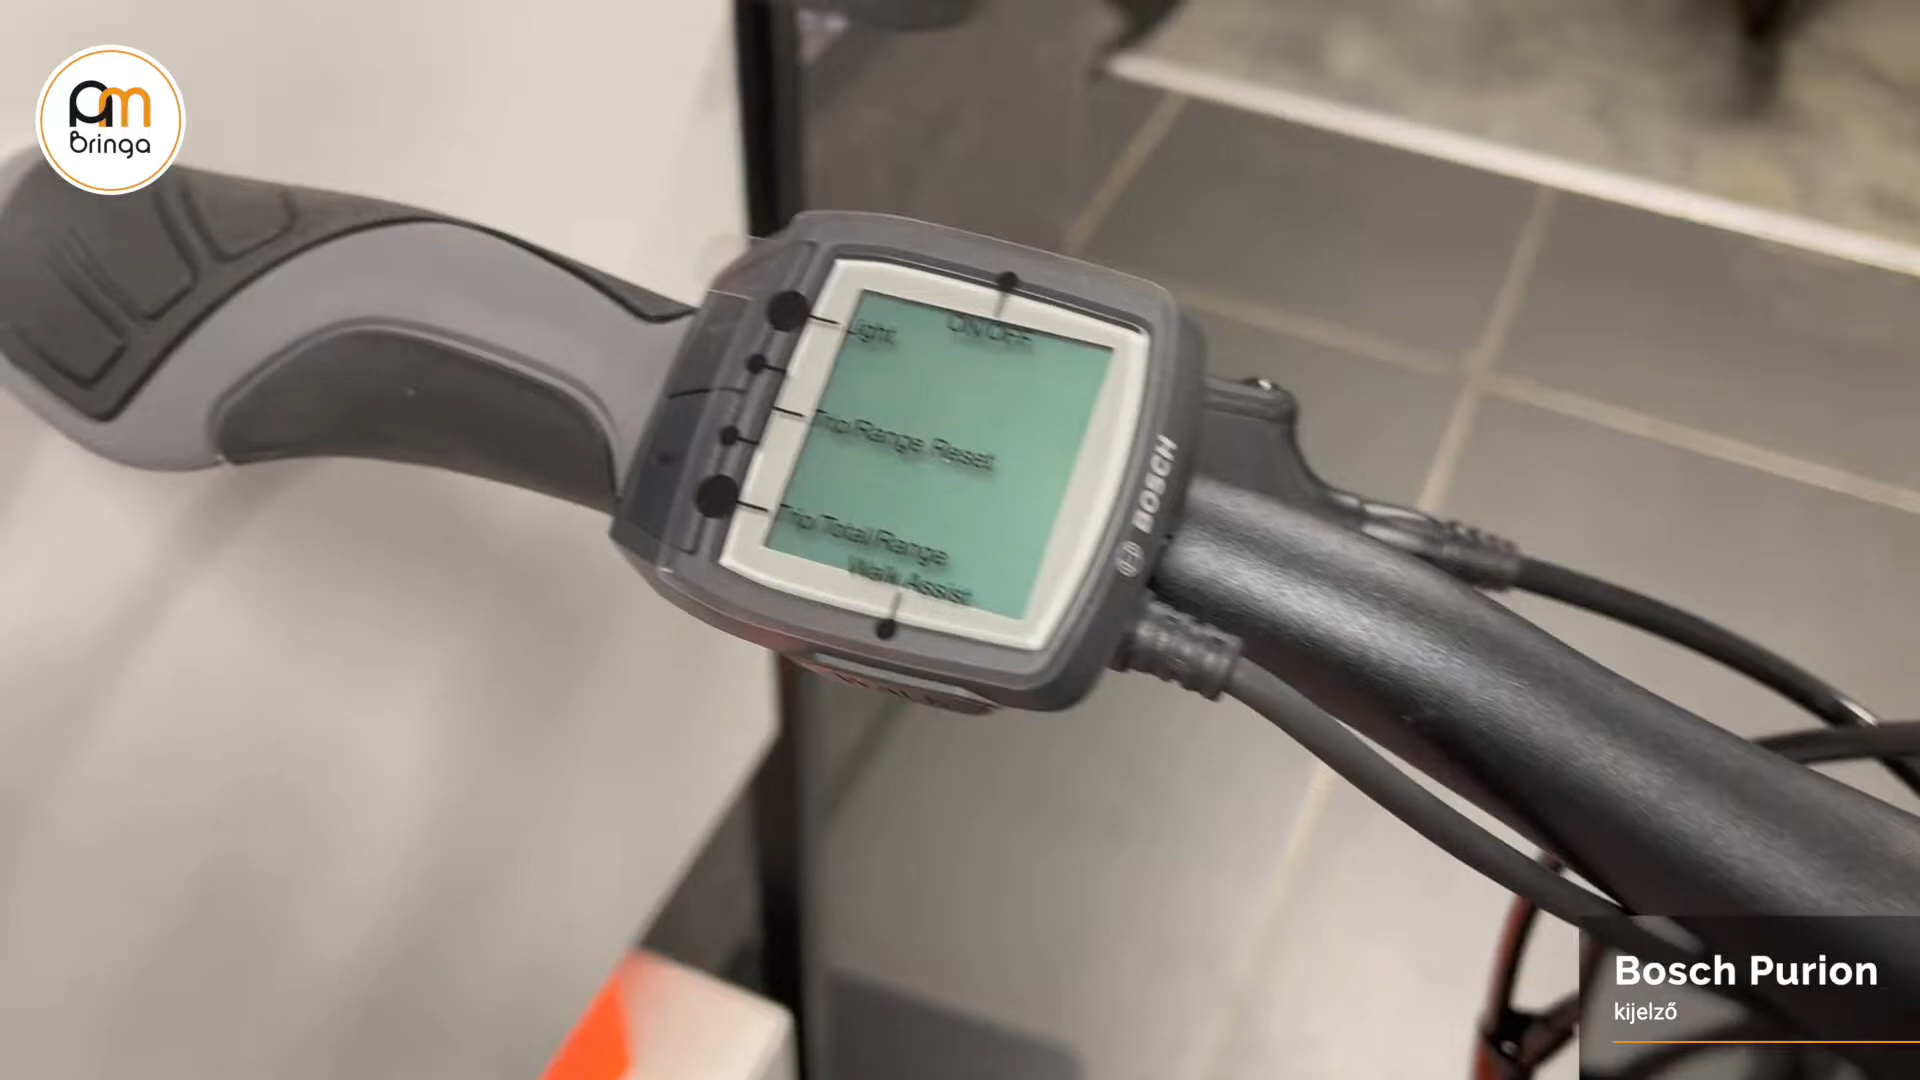 am
Bringa
Light
ON/OFF
Trip/Range Reset
Trip/Total/Range
Walk Assist
BOSCH
Bosch Purion
kijelző